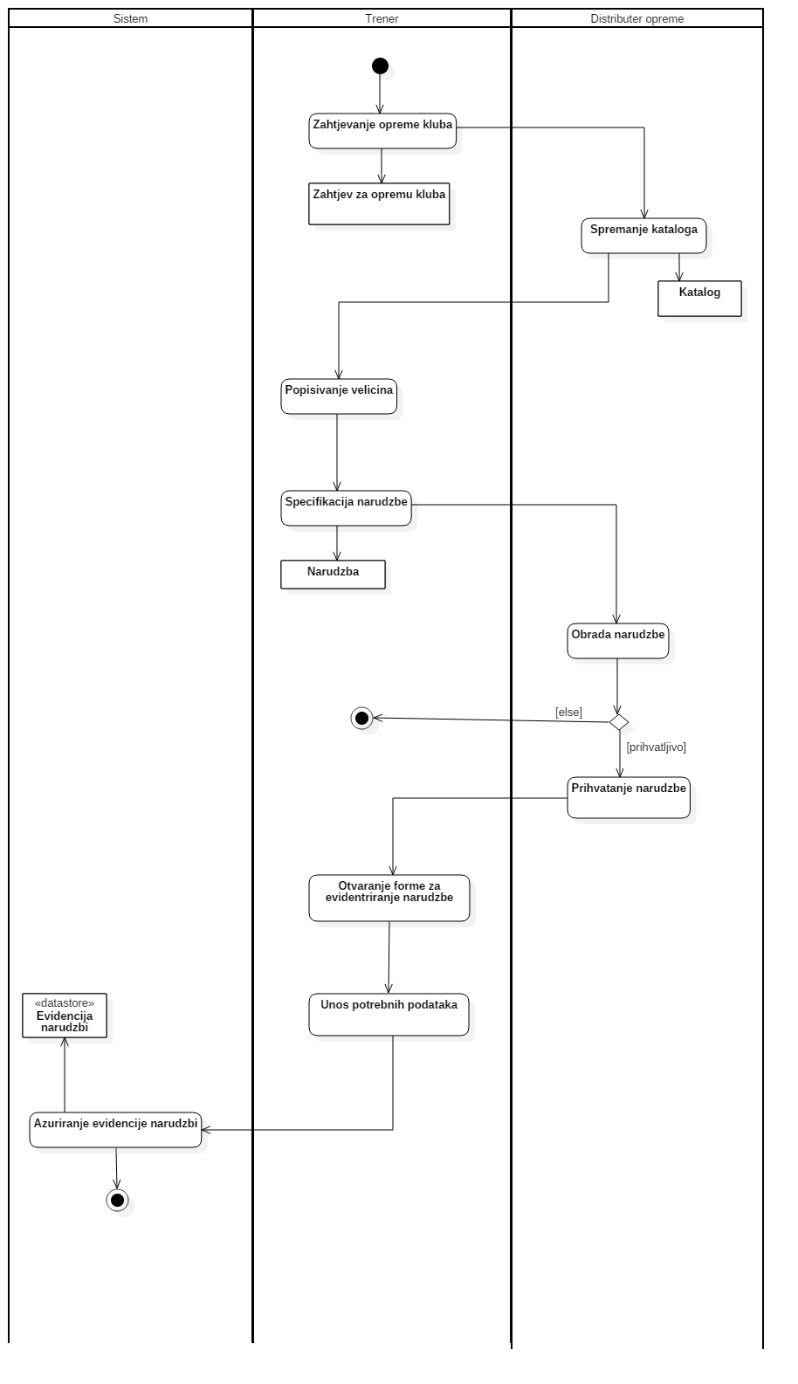 Sistem
Trener
Distributer opreme
Zahtjevanje opreme kluba
Zahtjev za opremu kluba
Spremanje kataloga
Katalog
Popisivanje velicina
Specifikacija narudzbe
Narudzba
Obrada narudzbe
[else]
[prihvatljivo]
Prihvatanje narudzbe
Otvaranje forme za
evidentriranje narudzbe
Unos potrebnih podataka
«datastore»
Evidencija
narudzbi
Azuriranje evidencije narudzbi